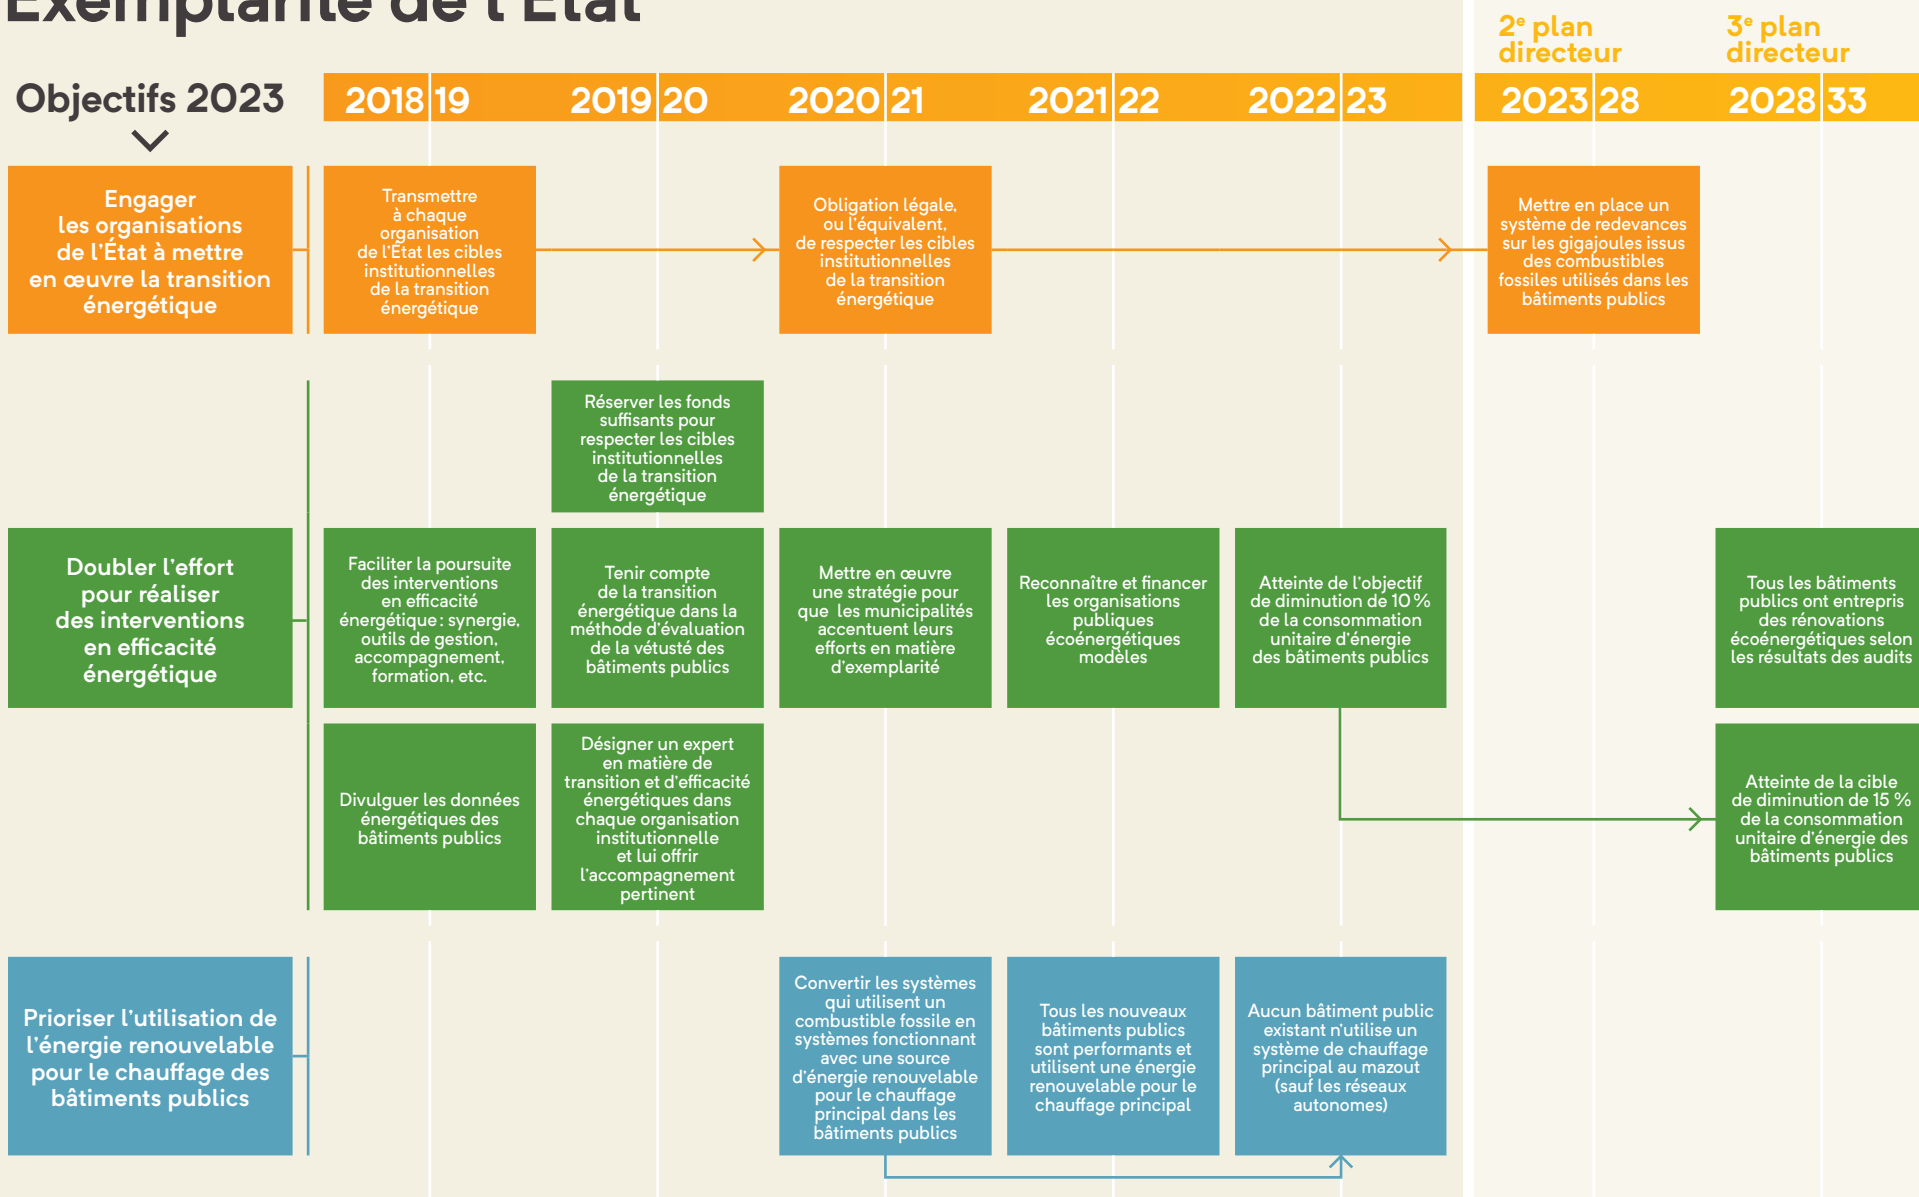 Exemplarité de l'État
2e plan
directeur
3e plan
directeur
Objectifs 2023
2018 19
2019 20
2020 21
2021 22
2022 23
2023 28
2028 33
Engager
les organisations
de l'État à mettre
en œuvre la transition
énergétique
Transmettre
à chaque
organisation
de l'État les cibles
institutionnelles
de la transition
énergétique
Obligation légale,
ou l'équivalent,
de respecter les cibles
institutionnelles
de la transition
énergétique
Mettre en place un
système de redevances
sur les gigajoules issus
des combustibles
fossiles utilisés dans les
bâtiments publics
Réserver les fonds
suffisants pour
respecter les cibles
institutionnelles
de la transition
énergétique
Doubler l'effort
pour réaliser
des interventions
en efficacité
énergétique
Faciliter la poursuite
des interventions
en efficacité
énergétique : synergie,
outils de gestion,
accompagnement,
formation, etc.
Tenir compte
de la transition
énergétique dans la
méthode d'évaluation
de la vétusté des
bâtiments publics
Mettre en œuvre
une stratégie pour
que les municipalités
accentuent leurs
efforts en matière
d'exemplarité
Reconnaître et financer
les organisations
publiques
écoénergétiques
modèles
Atteinte de l'objectif
de diminution de 10 %
de la consommation
unitaire d'énergie
des bâtiments publics
Tous les bâtiments
publics ont entrepris
des rénovations
écoénergétiques selon
les résultats des audits
Divulguer les données
énergétiques des
bâtiments publics
Désigner un expert
en matière de
transition et d'efficacité
énergétiques dans
chaque organisation
institutionnelle
et lui offrir
l'accompagnement
pertinent
Atteinte de la cible
de diminution de 15 %
de la consommation
unitaire d'énergie des
bâtiments publics
Prioriser l'utilisation de
l'énergie renouvelable
pour le chauffage des
bâtiments publics
Convertir les systèmes
qui utilisent un
combustible fossile en
systèmes fonctionnant
avec une source
d'énergie renouvelable
pour le chauffage
principal dans les
bâtiments publics
Tous les nouveaux
bâtiments publics
sont performants et
utilisent une énergie
renouvelable pour le
chauffage principal
Aucun bâtiment public
existant n'utilise un
système de chauffage
principal au mazout
(sauf les réseaux
autonomes)